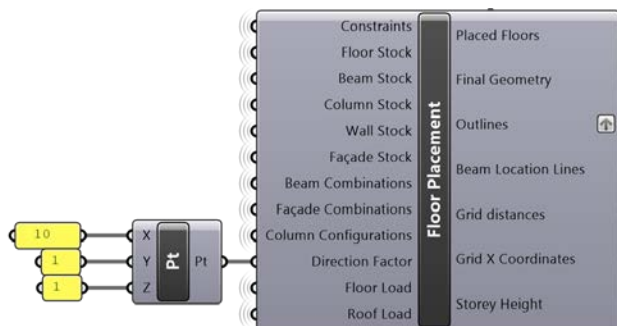 Constraints
Floor Stock
Beam Stock
Column Stock
Wall Stock
Façade Stock
Beam Combinations
Façade Combinations
Column Configurations
Direction Factor
Floor Load
Roof Load
Floor Placement
Placed Floors
Final Geometry
Outlines
Beam Location Lines
Grid distances
Grid X Coordinates
Storey Height
10
1
1
X
Y
Z
Pt
Pt